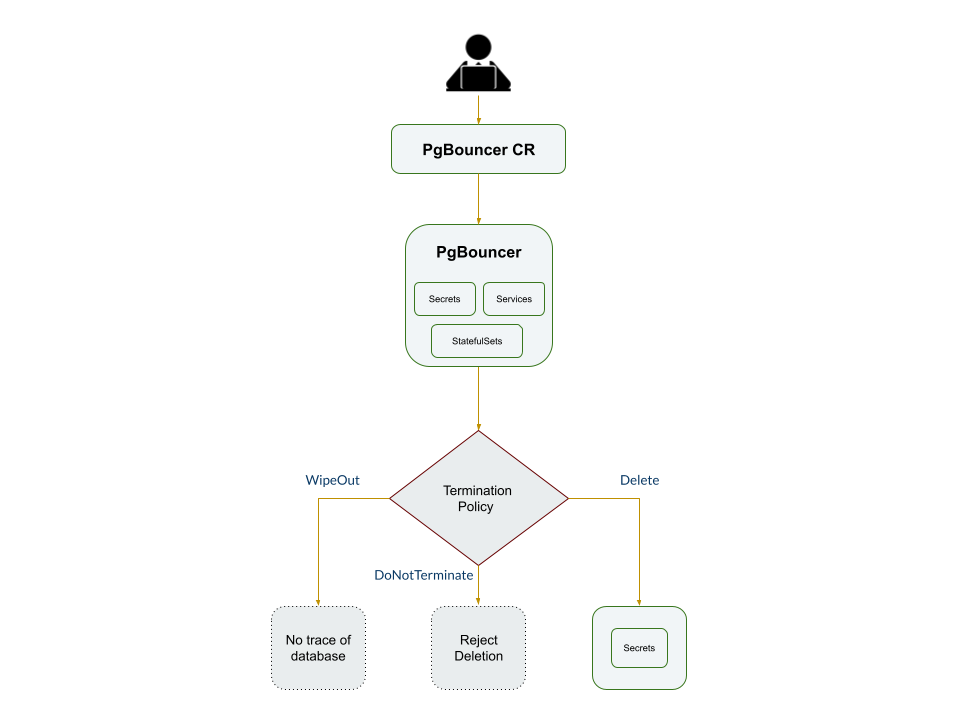 PgBouncer CR
PgBouncer
Secrets
Services
StatefulSets
Termination
Policy
WipeOut
Delete
DoNotTerminate
No trace of
database
Reject
Deletion
Secrets